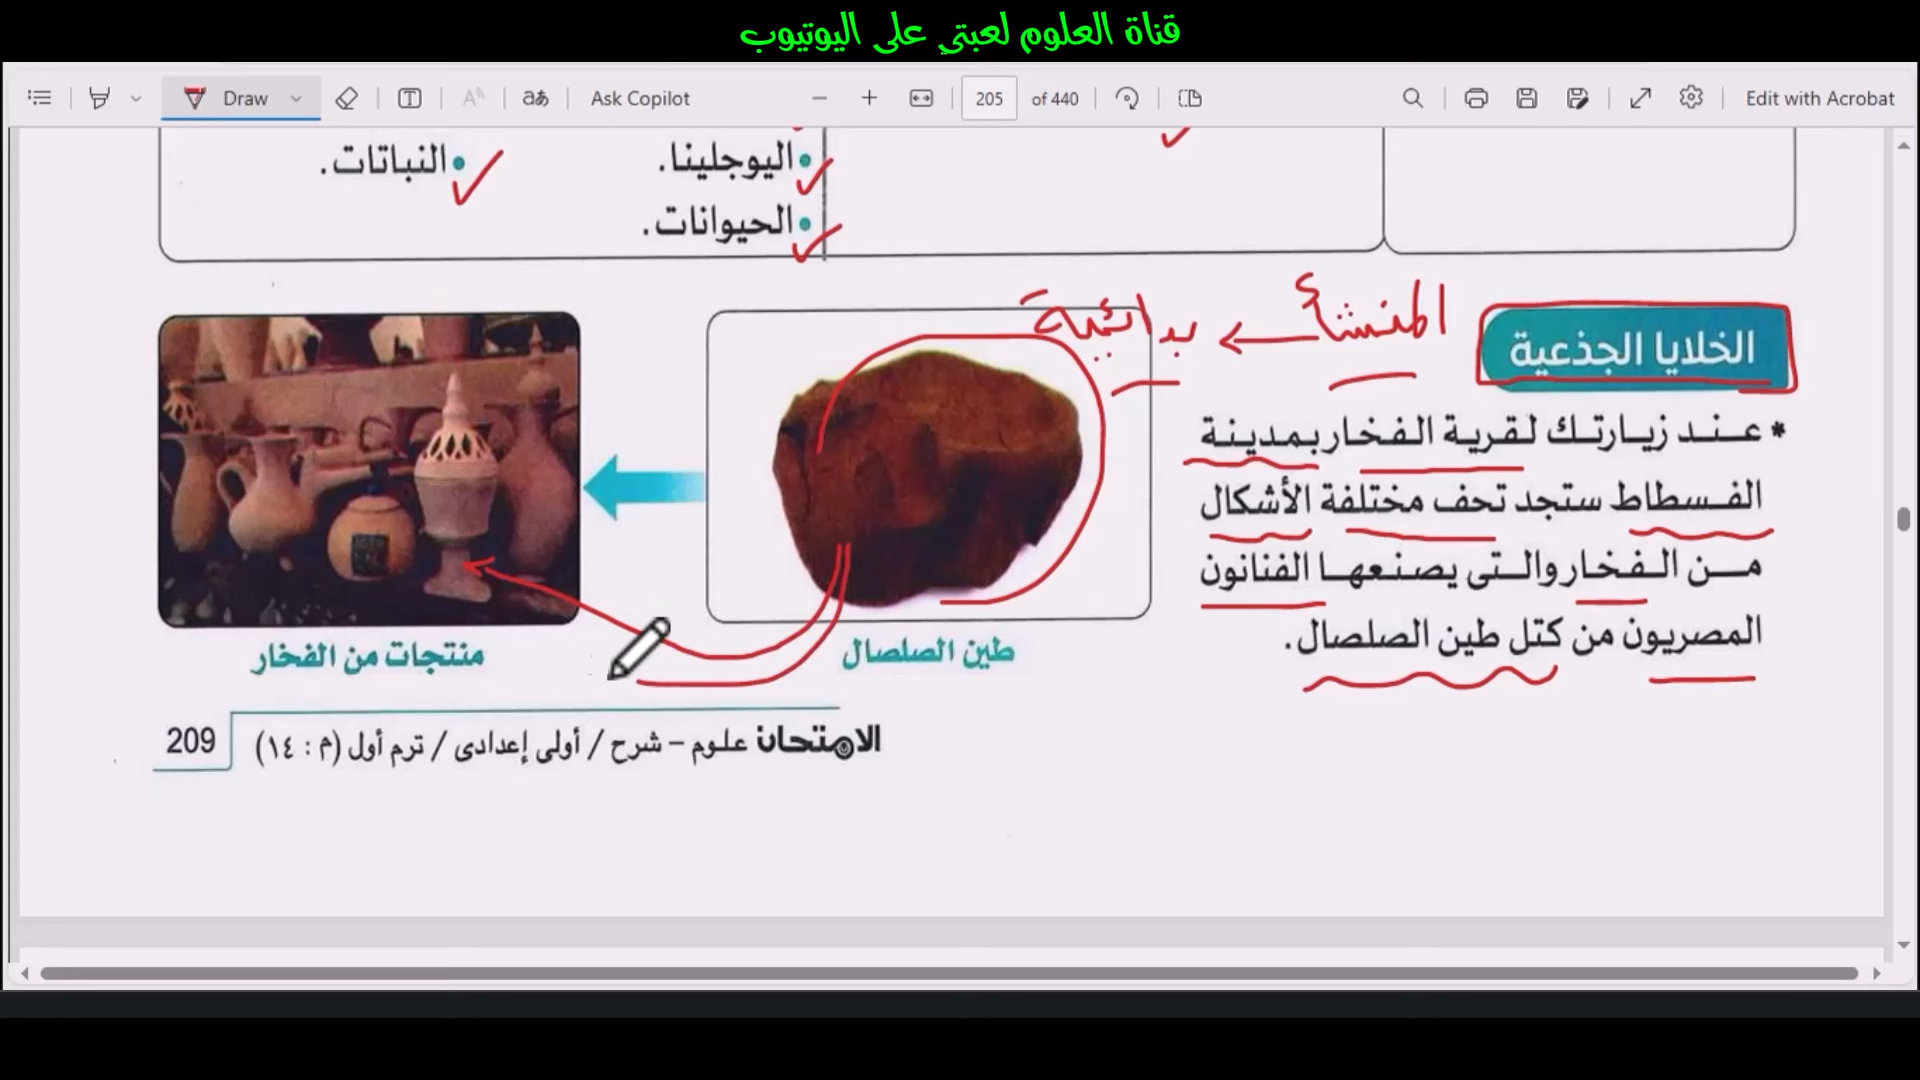 قناة العلوم لعبتي على اليوتيوب
Draw
Ask Copilot
205 of 440
Edit with Acrobat
• اليوجلينا.
• النباتات.
• الحيوانات.
المنشأ ← بدائية
الخلايا الجذعية
* عند زيارتك لقرية الفخار بمدينة
الفسطاط ستجد تحف مختلفة الأشكال
من الفخار والتى يصنعها الفنانون
المصريون من كتل طين الصلصال.
طين الصلصال
منتجات من الفخار
الامتحان علوم – شرح / أولى إعدادى / ترم أول (م : ١٤)
209